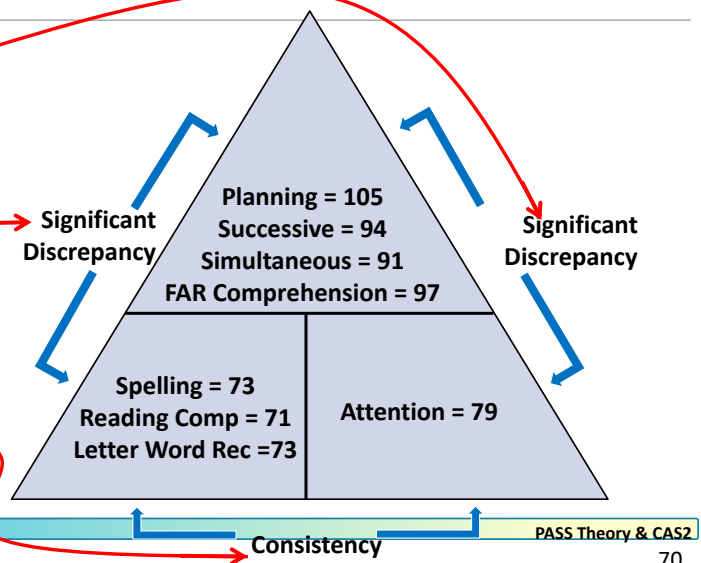 Planning = 105
Successive = 94
Simultaneous = 91
FAR Comprehension = 97
Significant
Discrepancy
Significant
Discrepancy
Spelling = 73
Reading Comp = 71
Letter Word Rec =73
Attention = 79
Consistency
PASS Theory & CAS2
70